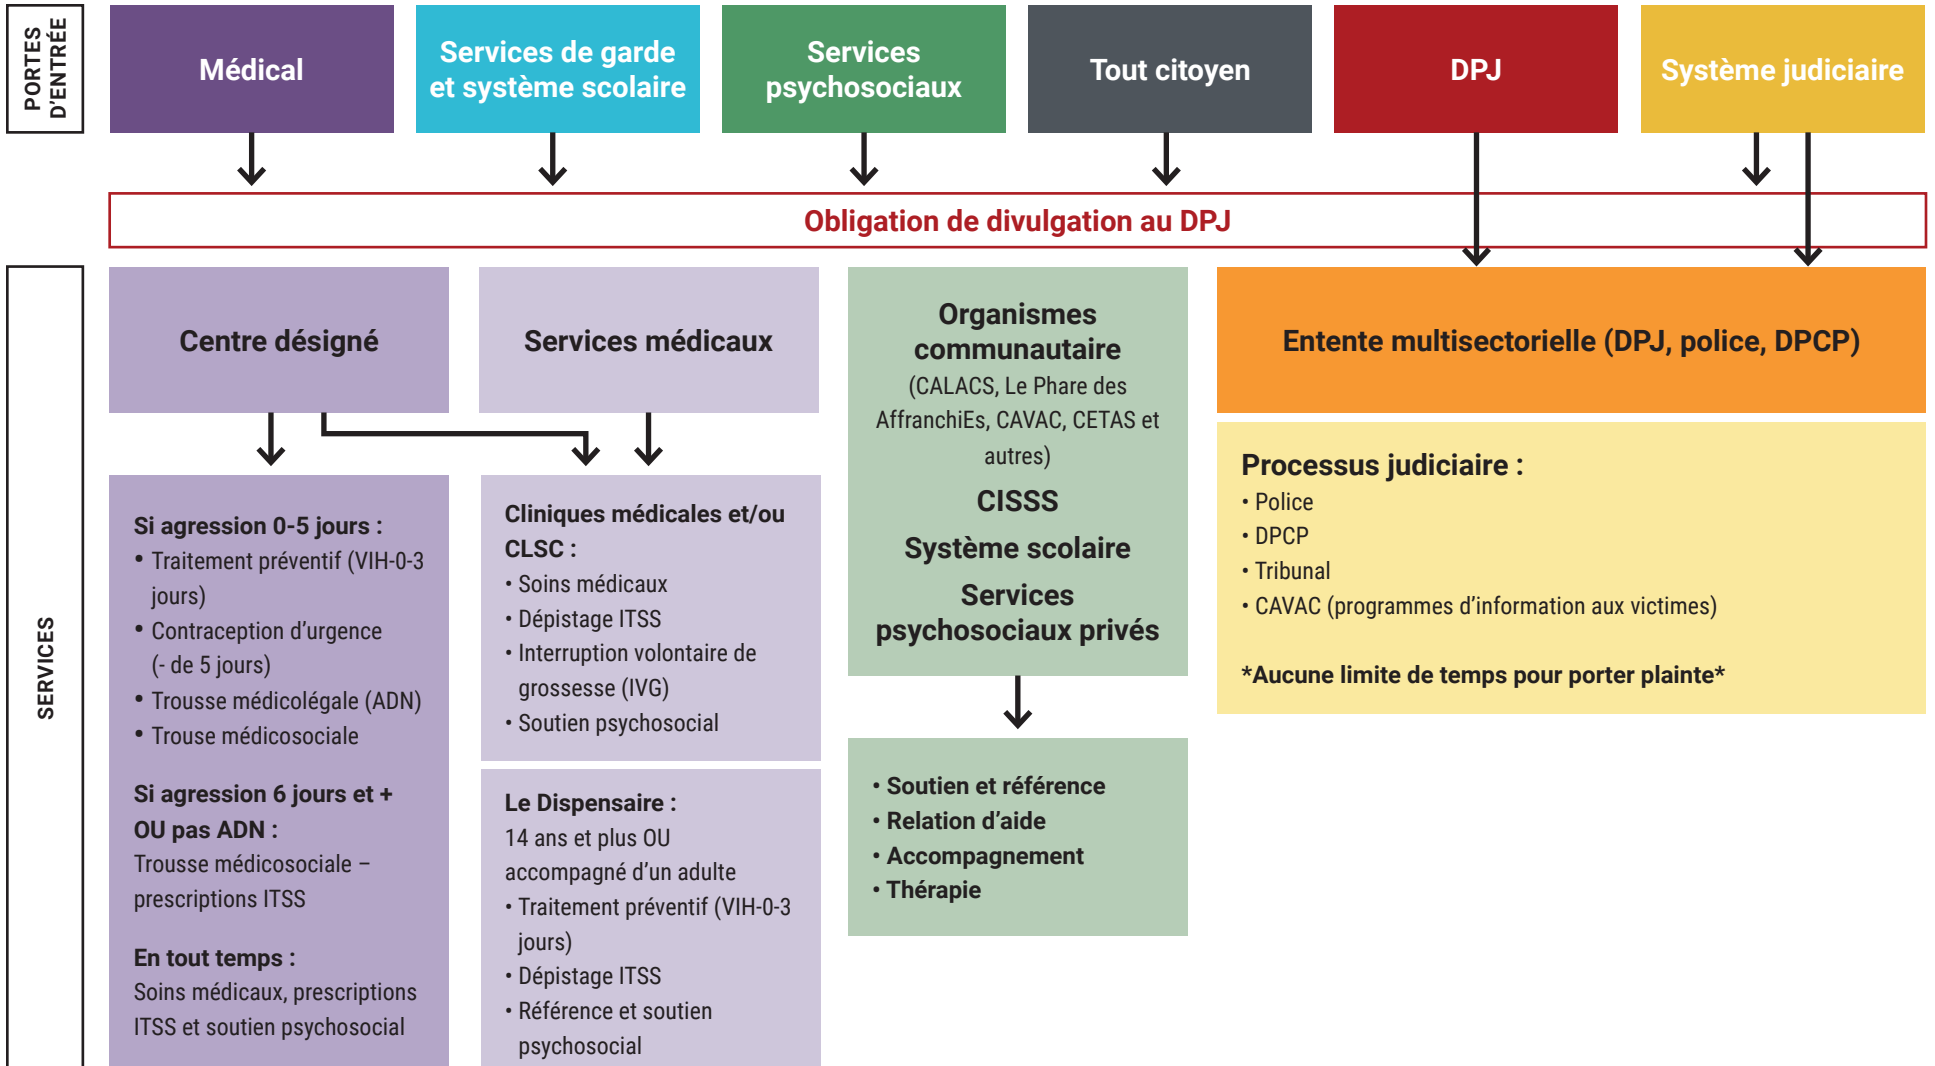 PORTES
D'ENTRÉE
Médical
Services de garde
et système scolaire
Services
psychosociaux
Tout citoyen
DPJ
Système judiciaire
Obligation de divulgation au DPJ
SERVICES
Centre désigné
Si agression 0-5 jours :
• Traitement préventif (VIH-0-3
jours)
• Contraception d'urgence
(- de 5 jours)
• Trousse médicolégale (ADN)
• Trouse médicosociale
Si agression 6 jours et +
OU pas ADN :
Trousse médicosociale –
prescriptions ITSS
En tout temps :
Soins médicaux, prescriptions
ITSS et soutien psychosocial
Services médicaux
Cliniques médicales et/ou
CLSC :
• Soins médicaux
• Dépistage ITSS
• Interruption volontaire de
grossesse (IVG)
• Soutien psychosocial
Le Dispensaire :
14 ans et plus OU
accompagné d'un adulte
• Traitement préventif (VIH-0-3
jours)
• Dépistage ITSS
• Référence et soutien
psychosocial
Organismes
communautaire
(CALACS, Le Phare des
AffranchiEs, CAVAC, CETAS et
autres)
CISSS
Système scolaire
Services
psychosociaux privés
• Soutien et référence
• Relation d'aide
• Accompagnement
• Thérapie
Entente multisectorielle (DPJ, police, DPCP)
Processus judiciaire :
• Police
• DPCP
• Tribunal
• CAVAC (programmes d'information aux victimes)
*Aucune limite de temps pour porter plainte*